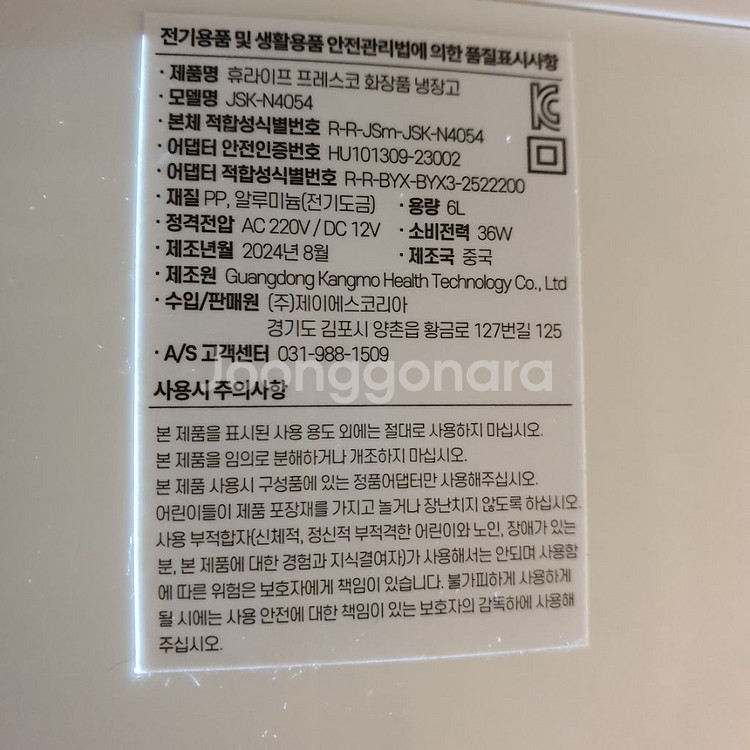 전기용품 및 생활용품 안전관리법에 의한 품질표시사항
· 제품명 휴라이프 프레스코 화장품 냉장고
· 모델명 JSK-N4054
· 본체 적합성식별번호 R-R-JSm-JSK-N4054
· 어댑터 안전인증번호 HU101309-23002
· 어댑터 적합성식별번호 R-R-BYX-BYX3-2522200
· 재질 PP, 알루미늄(전기도금) · 용량 6L
· 정격전압 AC 220V / DC 12V · 소비전력 36W
· 제조년월 2024년 8월 · 제조국 중국
· 제조원 Guangdong Kangmo Health Technology Co., Ltd
· 수입/판매원 (주)제이에스코리아
경기도 김포시 양촌읍 황금로 127번길 125
· A/S 고객센터 031-988-1509
Joonggonara
사용시 주의사항
본 제품을 표시된 사용 용도 외에는 절대로 사용하지 마십시오.
본 제품을 임의로 분해하거나 개조하지 마십시오.
본 제품 사용시 구성품에 있는 정품어댑터만 사용해주십시오.
어린이들이 제품 포장재를 가지고 놀거나 장난치지 않도록 하십시오.
사용 부적합자(신체적, 정신적 부적격한 어린이와 노인, 장애가 있는
분, 본 제품에 대한 경험과 지식결여자)가 사용해서는 안되며 사용함
에 따른 위험은 보호자에게 책임이 있습니다. 불가피하게 사용하게
될 시에는 사용 안전에 대한 책임이 있는 보호자의 감독하에 사용해
주십시오.